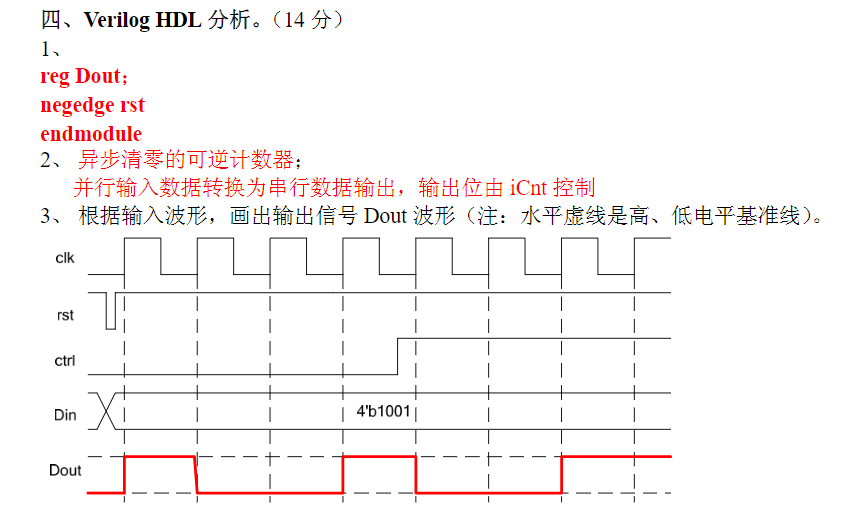 四、Verilog HDL 分析。（14 分）
1、
reg Dout；
negedge rst
endmodule
2、 异步清零的可逆计数器；
并行输入数据转换为串行数据输出，输出位由 iCnt 控制
3、 根据输入波形，画出输出信号 Dout 波形（注：水平虚线是高、低电平基准线）。
clk
rst
ctrl
Din 4'b1001
Dout